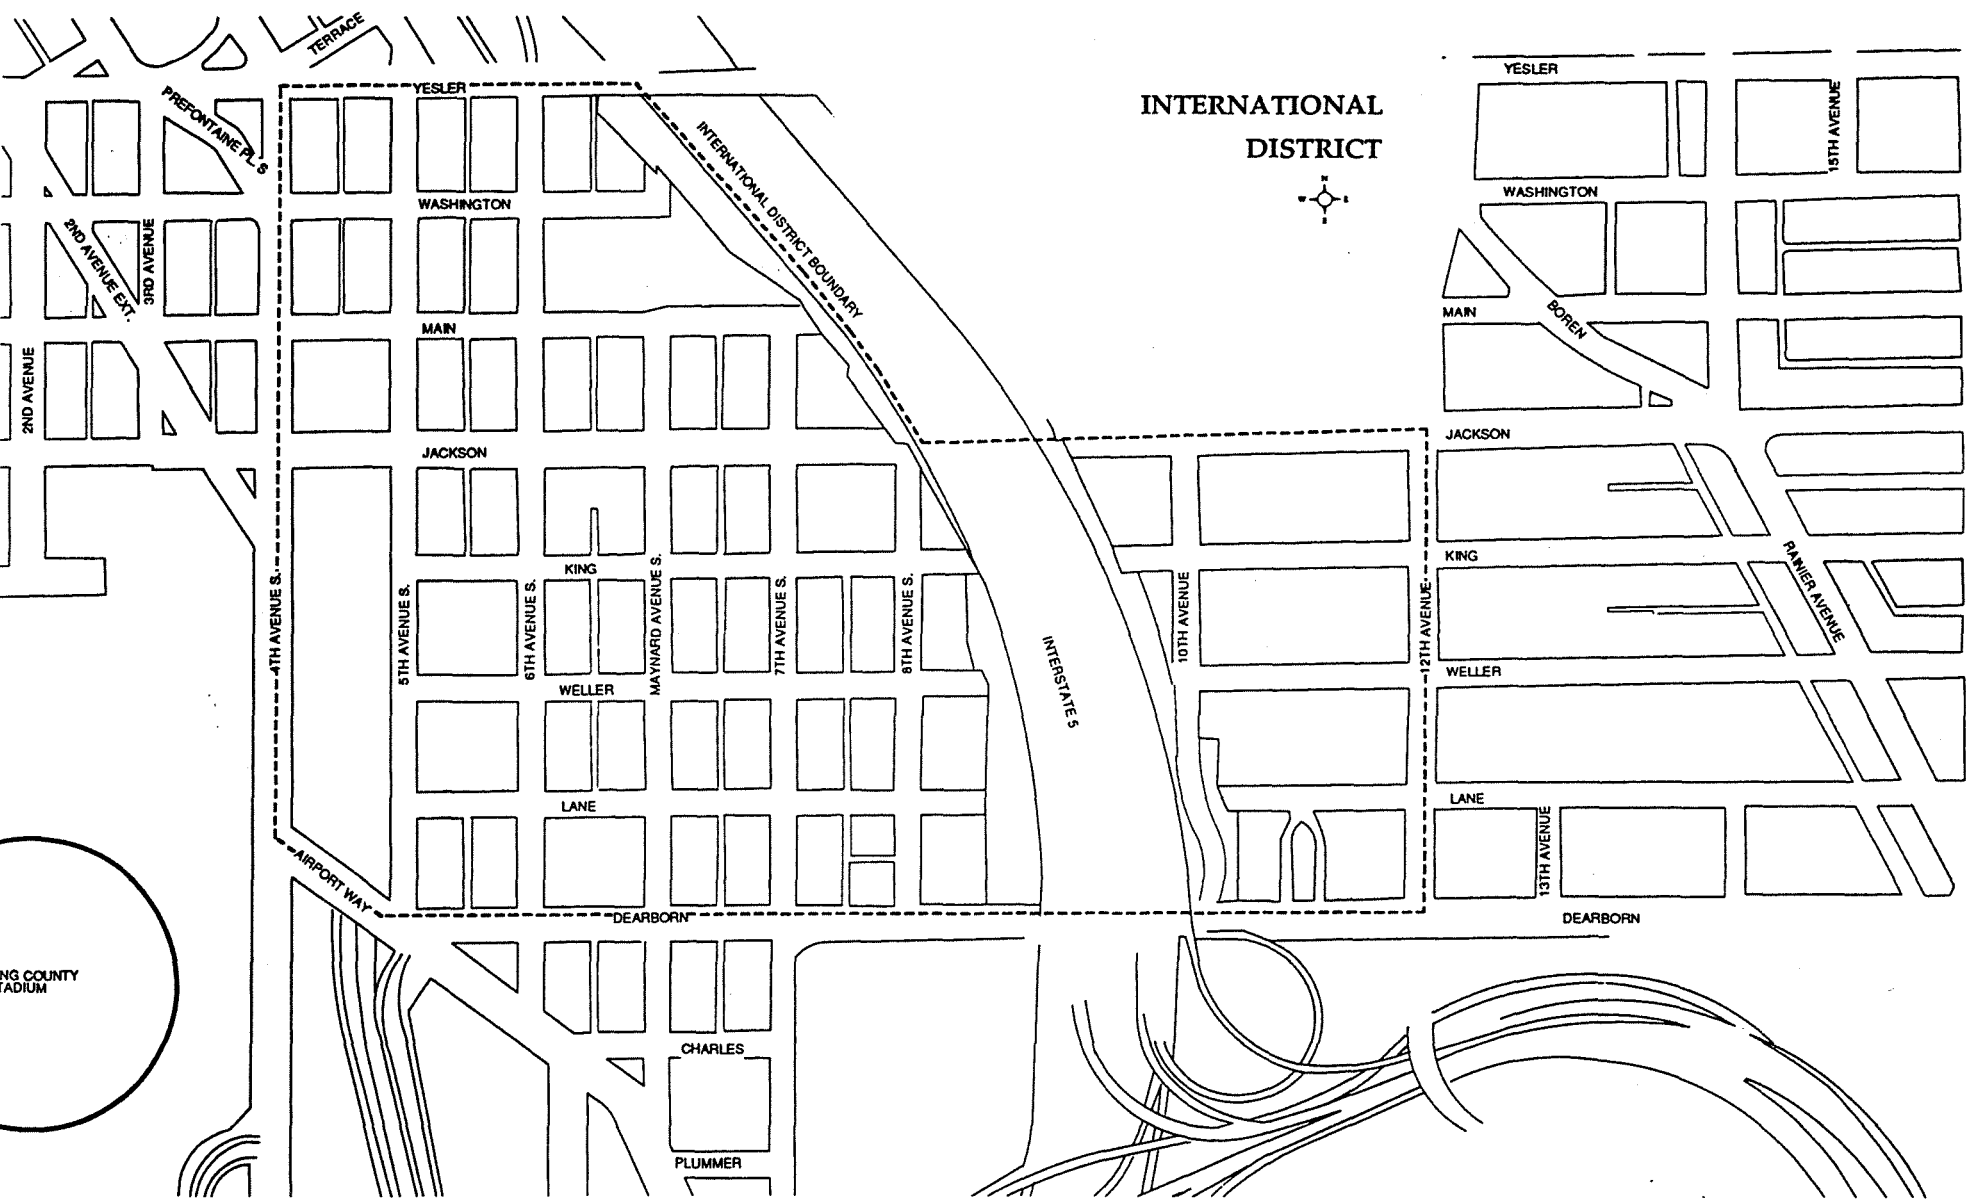 TERRACE
YESLER
YESLER
INTERNATIONAL
DISTRICT
N
W
E
S
PREFONTAINE PL. S
15TH AVENUE
INTERNATIONAL DISTRICT BOUNDARY
WASHINGTON
WASHINGTON
2ND AVENUE EXT.
3RD AVENUE
MAIN
MAIN
BOREN
2ND AVENUE
JACKSON
JACKSON
KING
KING
4TH AVENUE S.
5TH AVENUE S.
6TH AVENUE S.
MAYNARD AVENUE S.
7TH AVENUE S.
8TH AVENUE S.
10TH AVENUE
12TH AVENUE
RAINIER AVENUE
INTERSTATE 5
WELLER
WELLER
LANE
LANE
13TH AVENUE
AIRPORT WAY
DEARBORN
DEARBORN
NG COUNTY
TADIUM
CHARLES
PLUMMER